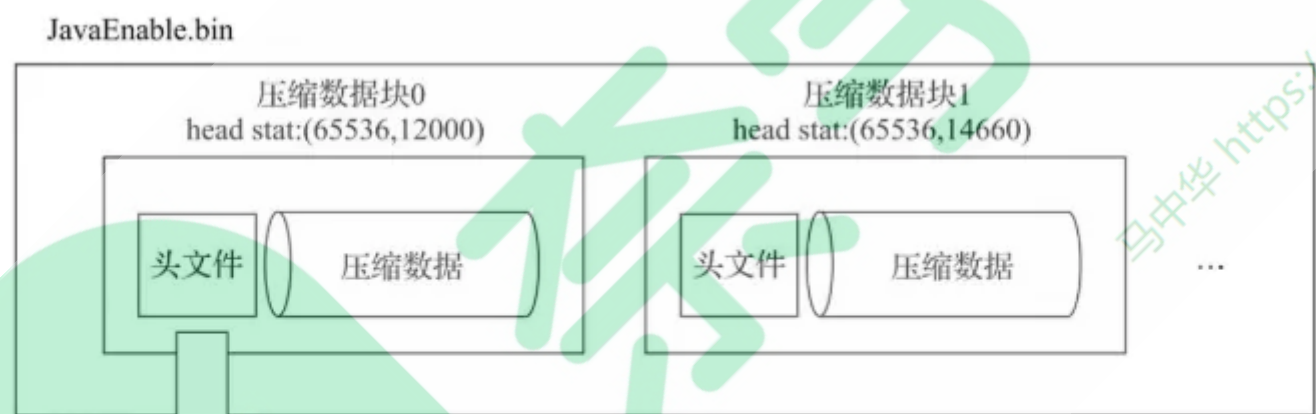 JavaEnable.bin
压缩数据块0
head stat:(65536,12000)
压缩数据块1
head stat:(65536,14660)
头文件
压缩数据
头文件
压缩数据
...
马中华 https:/